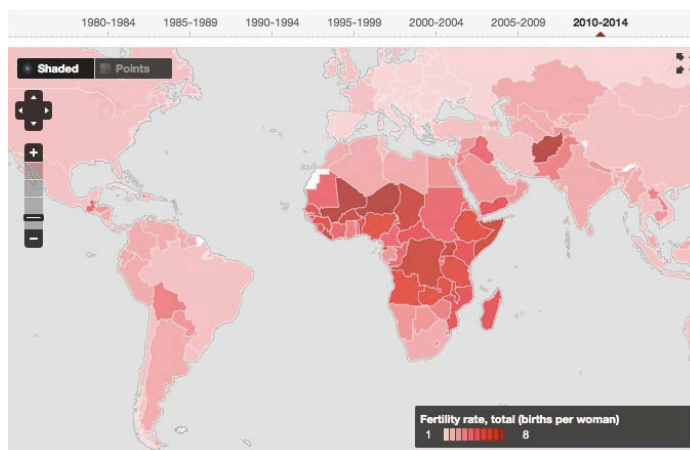 1980-1984 1985-1989 1990-1994 1995-1999 2000-2004 2005-2009 2010-2014
Shaded Points
+
−
Fertility rate, total (births per woman)
1 8